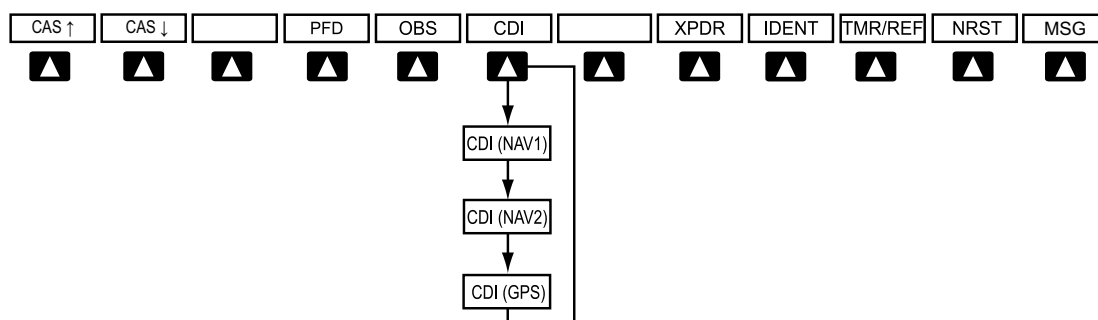 CAS ↑ CAS ↓ PFD OBS CDI XPDR IDENT TMR/REF NRST MSG
CDI (NAV1)
CDI (NAV2)
CDI (GPS)